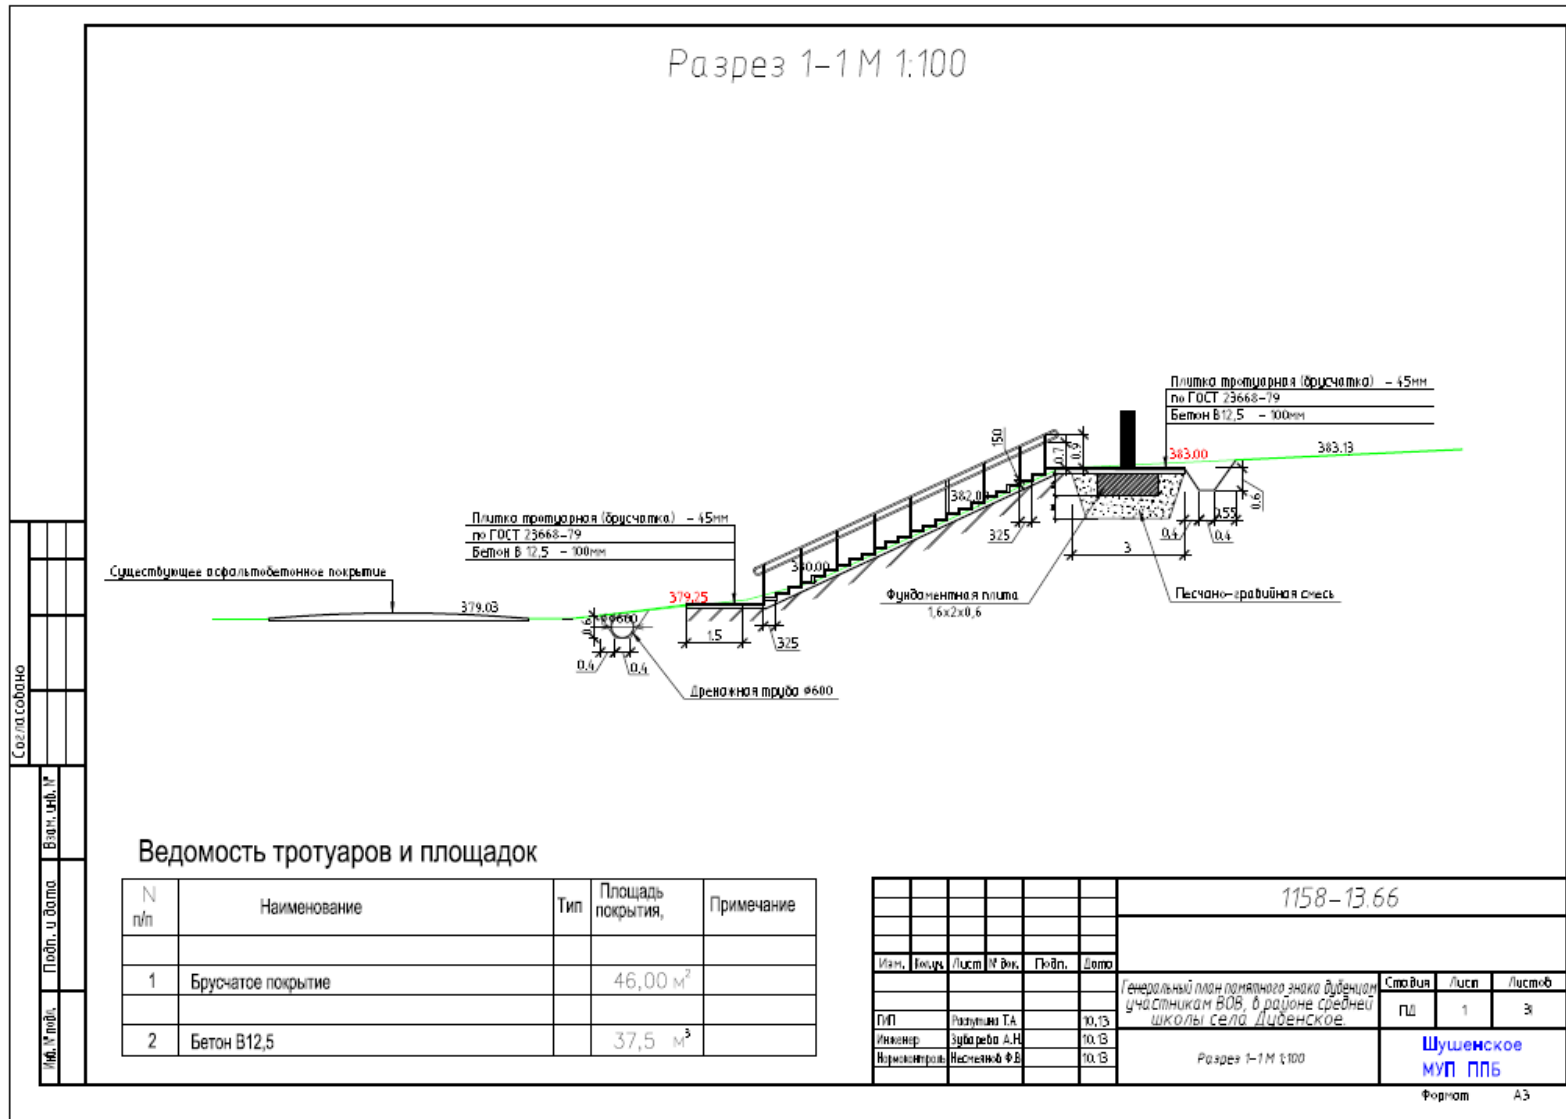 Разрез 1-1 М 1:100
Плитка тротуарная (брусчатка) - 45мм
по ГОСТ 23668-79
Бетон В12,5 - 100мм
383,00
383.13
150
0,7
0,9
382,0
0,6
0,55
0,4
0,4
3
325
Плитка тротуарная (брусчатка) - 45мм
по ГОСТ 23668-79
Бетон В 12,5 - 100мм
Существующее асфальтобетонное покрытие
379.03
379,25
380,00
Фундаментная плита
1,6х2х0,6
Песчано-гравийная смесь
0,6
ø600
1.5
325
0.4
0.4
Дренажная труба ø600
Согласовано
Взам. инв. №
Подп. и дата
Инв. № подл.
Ведомость тротуаров и площадок
N п/п
Наименование
Тип
Площадь покрытия,
Примечание
1 Брусчатое покрытие 46,00 м²
2 Бетон В12,5 37,5 м³
1158-13.66
Изм. Кол.уч. Лист № док. Подп. Дата
Генеральный план памятного знака дубенцам
участникам ВОВ, в районе средней
школы села Дубенское.
Стадия Лист Листов
ПД 1
ГИП Распутина Т.А. 10,13
Инженер Зубарева А.Н. 10.13
Нормоконтроль Несмеянов Ф.В. 10.13
Разрез 1-1 М 1:100
Шушенское
МУП ППБ
Формат А3